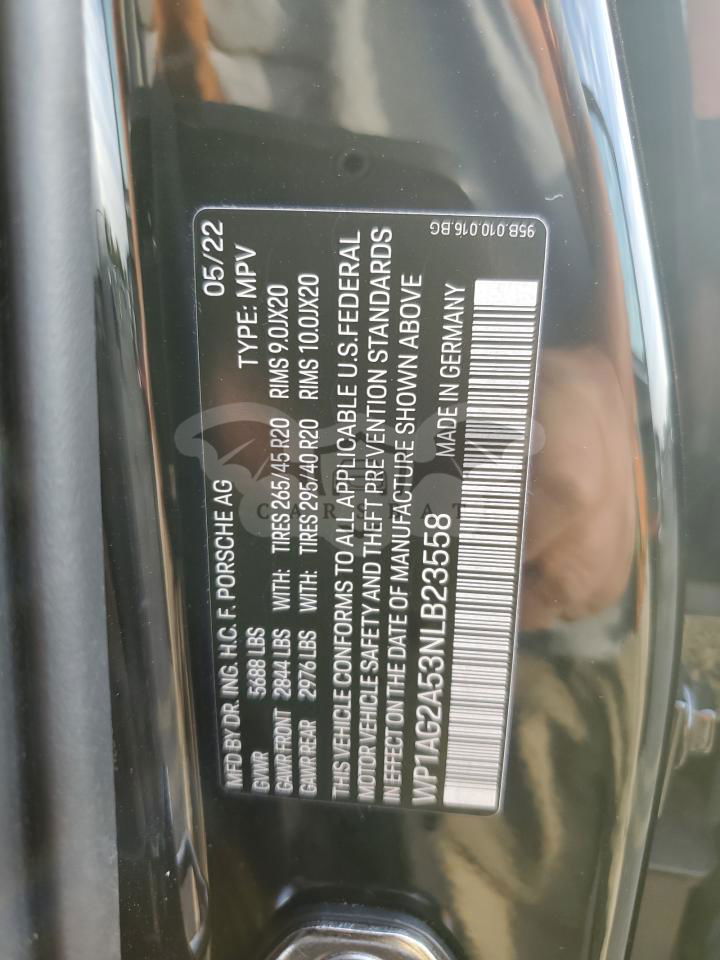 MFD BY DR. ING. H.C. F. PORSCHE AG 05/22
GVWR 5688 LBS TYPE: MPV
GAWR FRONT 2844 LBS WITH: TIRES 265/45 R20 RIMS 9.0JX20
GAWR REAR 2976 LBS WITH: TIRES 295/40 R20 RIMS 10.0JX20
THIS VEHICLE CONFORMS TO ALL APPLICABLE U.S. FEDERAL
MOTOR VEHICLE SAFETY AND THEFT PREVENTION STANDARDS
IN EFFECT ON THE DATE OF MANUFACTURE SHOWN ABOVE
WP1AG2A53NLB23558 MADE IN GERMANY
95B.010.016.BG
CARSEAT